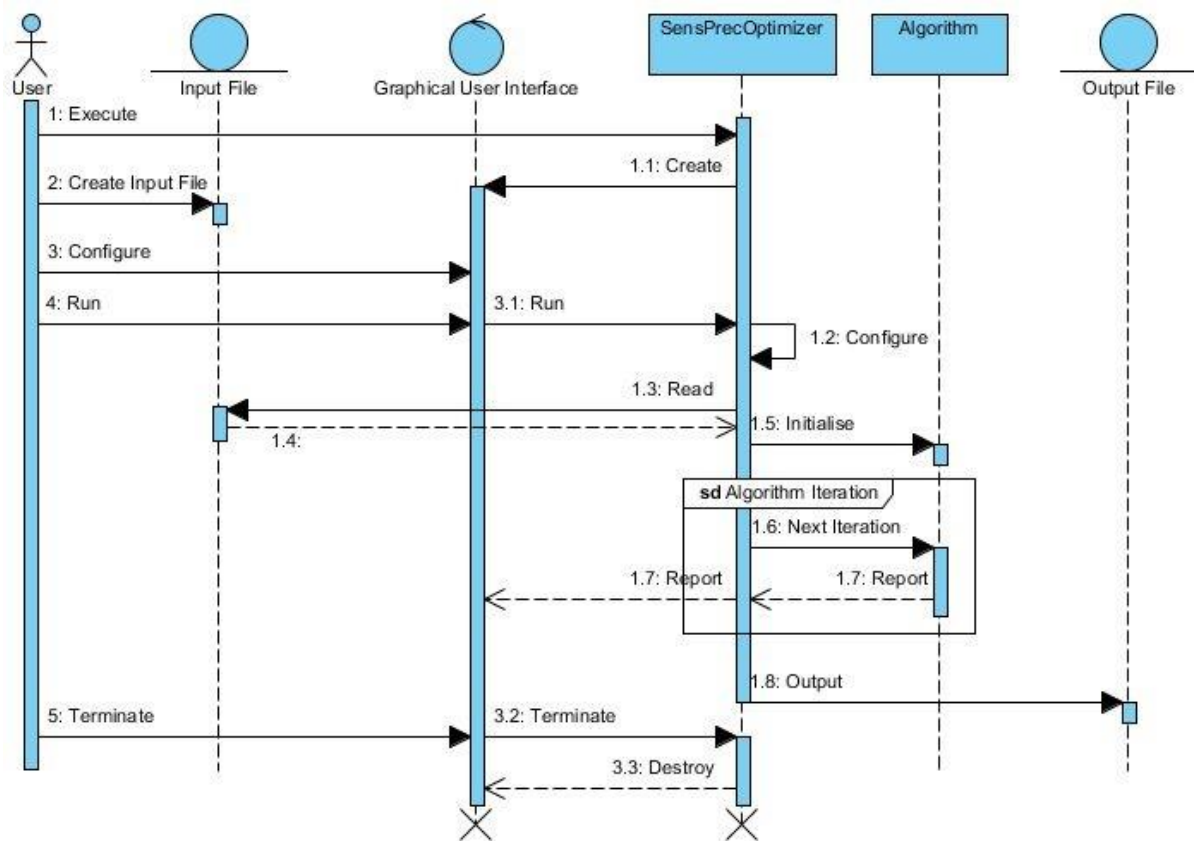 SensPrecOptimizer
Algorithm
User
Input File
Graphical User Interface
Output File
1: Execute
1.1: Create
2: Create Input File
3: Configure
4: Run
3.1: Run
1.2: Configure
1.3: Read
1.4:
1.5: Initialise
sd Algorithm Iteration
1.6: Next Iteration
1.7: Report
1.7: Report
1.8: Output
5: Terminate
3.2: Terminate
3.3: Destroy